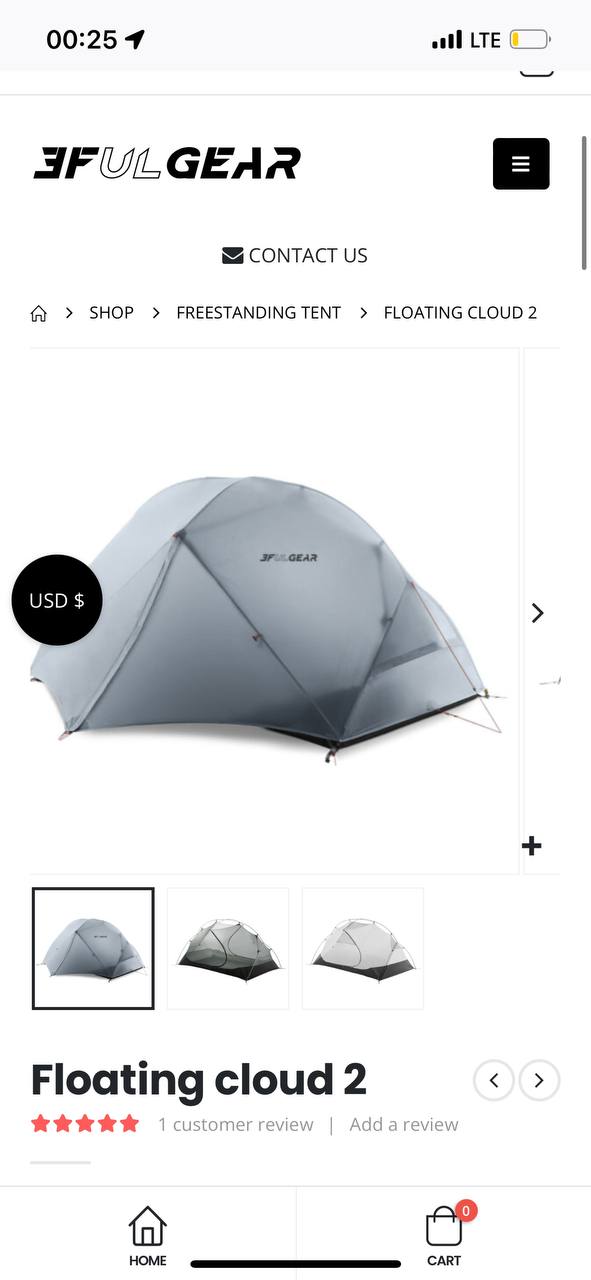 00:25 LTE
3FULGEAR
CONTACT US
SHOP FREESTANDING TENT FLOATING CLOUD 2
3FULGEAR
USD $
Floating cloud 2
1 customer review | Add a review
HOME
0
CART